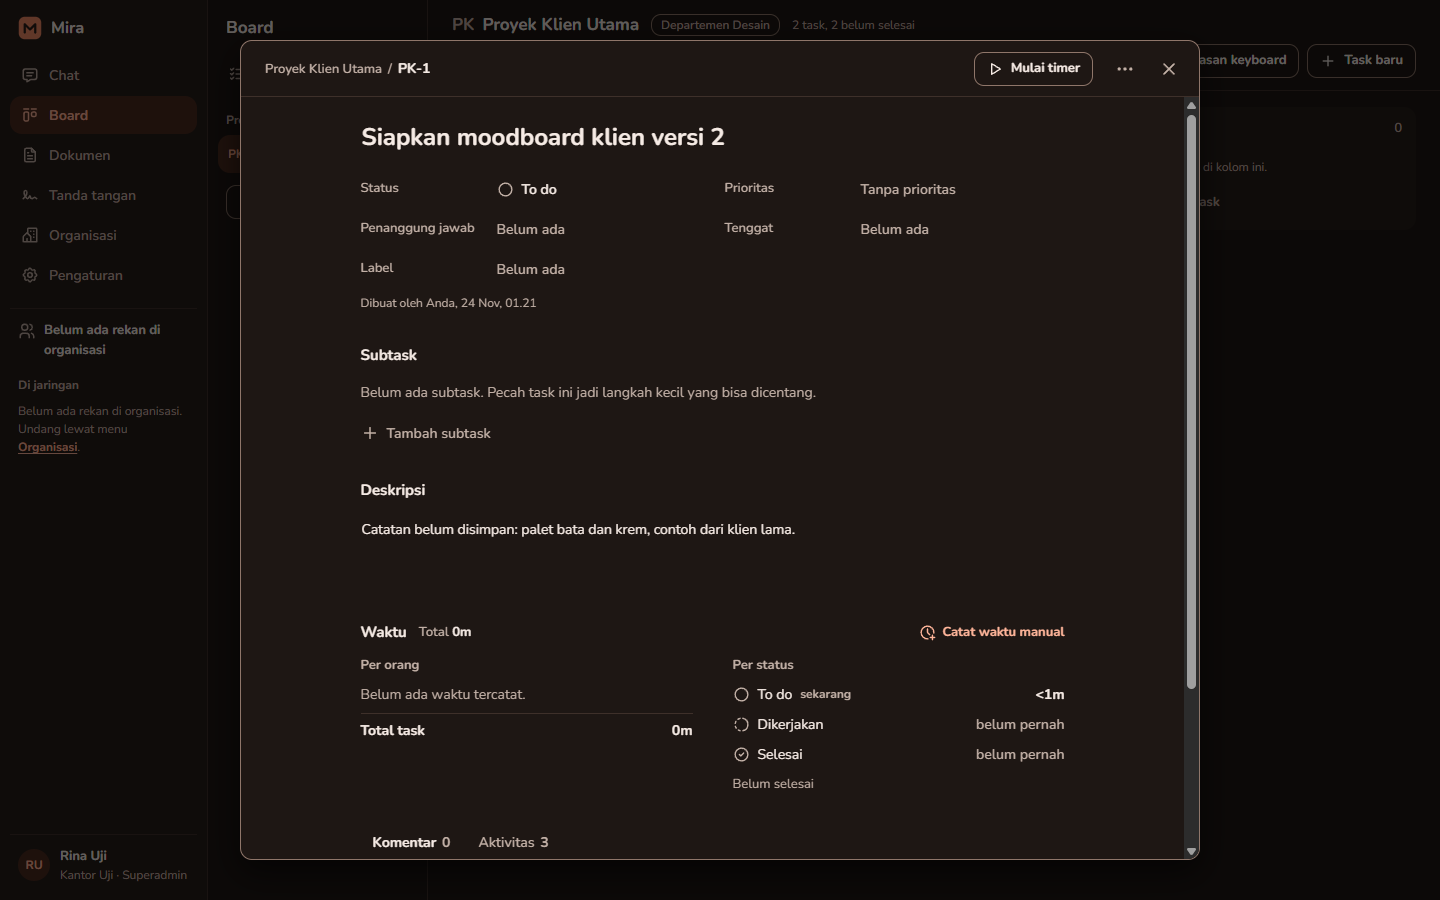 Mira
Chat
Board
Dokumen
Tanda tangan
Organisasi
Pengaturan
Belum ada rekan di
organisasi
Di jaringan
Belum ada rekan di organisasi.
Undang lewat menu
Organisasi.
RU
Rina Uji
Kantor Uji · Superadmin
Board
PK Proyek Klien Utama
Departemen Desain
2 task, 2 belum selesai
keyboard
Task baru
0
di kolom ini.
Proyek Klien Utama / PK-1
Mulai timer
Siapkan moodboard klien versi 2
Status
To do
Prioritas
Tanpa prioritas
Penanggung jawab
Belum ada
Tenggat
Belum ada
Label
Belum ada
Dibuat oleh Anda, 24 Nov, 01.21
Subtask
Belum ada subtask. Pecah task ini jadi langkah kecil yang bisa dicentang.
Tambah subtask
Deskripsi
Catatan belum disimpan: palet bata dan krem, contoh dari klien lama.
Waktu Total 0m
Catat waktu manual
Per orang
Belum ada waktu tercatat.
Total task 0m
Per status
To do sekarang <1m
Dikerjakan belum pernah
Selesai belum pernah
Belum selesai
Komentar 0
Aktivitas 3